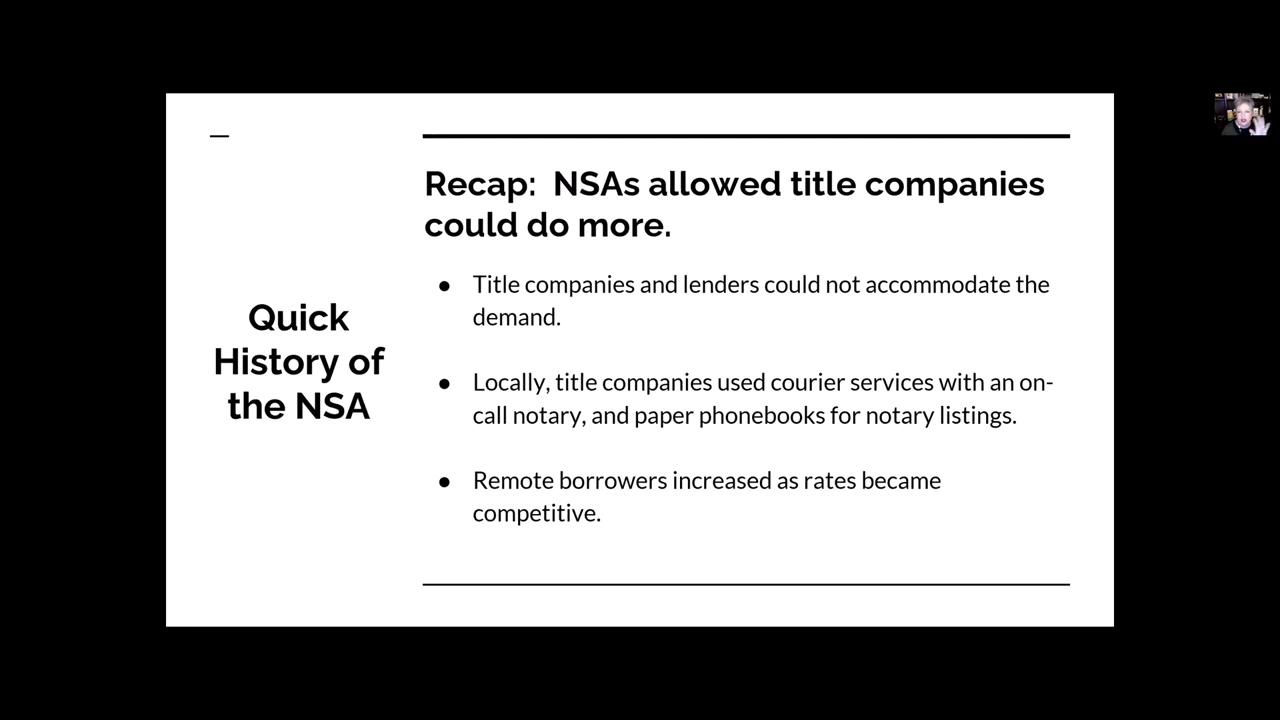 Quick
History of
the NSA
Recap:  NSAs allowed title companies
could do more.
● Title companies and lenders could not accommodate the
demand.
● Locally, title companies used courier services with an on-
call notary, and paper phonebooks for notary listings.
● Remote borrowers increased as rates became
competitive.